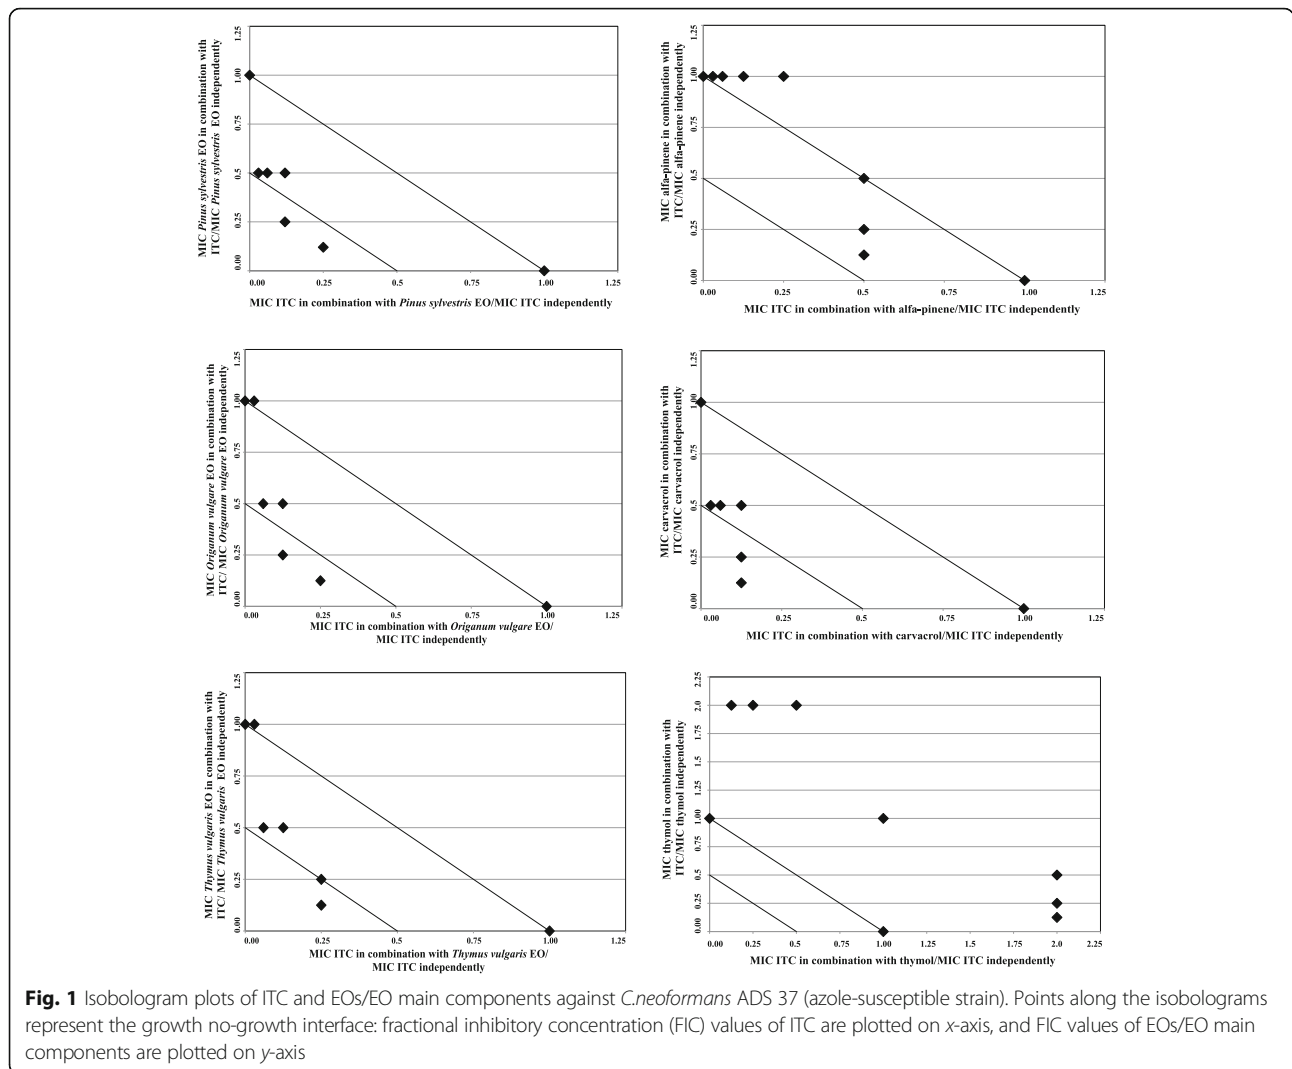 MIC Pinus sylvestris EO in combination with
ITC/MIC Pinus sylvestris EO independently
1.25
1.00
0.75
0.5
0.25
0.00
0.00 0.25 0.5 0.75 1.00 1.25
MIC ITC in combination with Pinus sylvestris EO/MIC ITC independently
MIC alfa-pinene in combination with
ITC/MIC alfa-pinene independently
1.25
1.00
0.75
0.5
0.25
0.00
0.00 0.25 0.5 0.75 1.00 1.25
MIC ITC in combination with alfa-pinene/MIC ITC independently
MIC Origanum vulgare EO in combination with
ITC/ MIC Origanum vulgare EO independently
1.25
1.00
0.75
0.5
0.25
0.00
0.00 0.25 0.5 0.75 1.00 1.25
MIC ITC in combination with Origanum vulgare EO/
MIC ITC independently
MIC carvacrol in combination with
ITC/MIC carvacrol independently
1.25
1.00
0.75
0.5
0.25
0.00
0.00 0.25 0.5 0.75 1.00 1.25
MIC ITC in combination with carvacrol/MIC ITC independently
MIC Thymus vulgaris EO in combination with
ITC/ MIC Thymus vulgaris EO independently
1.25
1.00
0.75
0.5
0.25
0.00
0.00 0.25 0.5 0.75 1.00 1.25
MIC ITC in combination with Thymus vulgaris EO/
MIC ITC independently
MIC thymol in combination with
ITC/MIC thymol independently
2.25
2.0
1.75
1.5
1.25
1.00
0.75
0.5
0.25
0.00
0.00 0.25 0.5 0.75 1.00 1.25 1.5 1.75 2.0 2.25
MIC ITC in combination with thymol/MIC ITC independently
Fig. 1 Isobologram plots of ITC and EOs/EO main components against C.neoformans ADS 37 (azole-susceptible strain). Points along the isobolograms
represent the growth no-growth interface: fractional inhibitory concentration (FIC) values of ITC are plotted on x-axis, and FIC values of EOs/EO main
components are plotted on y-axis